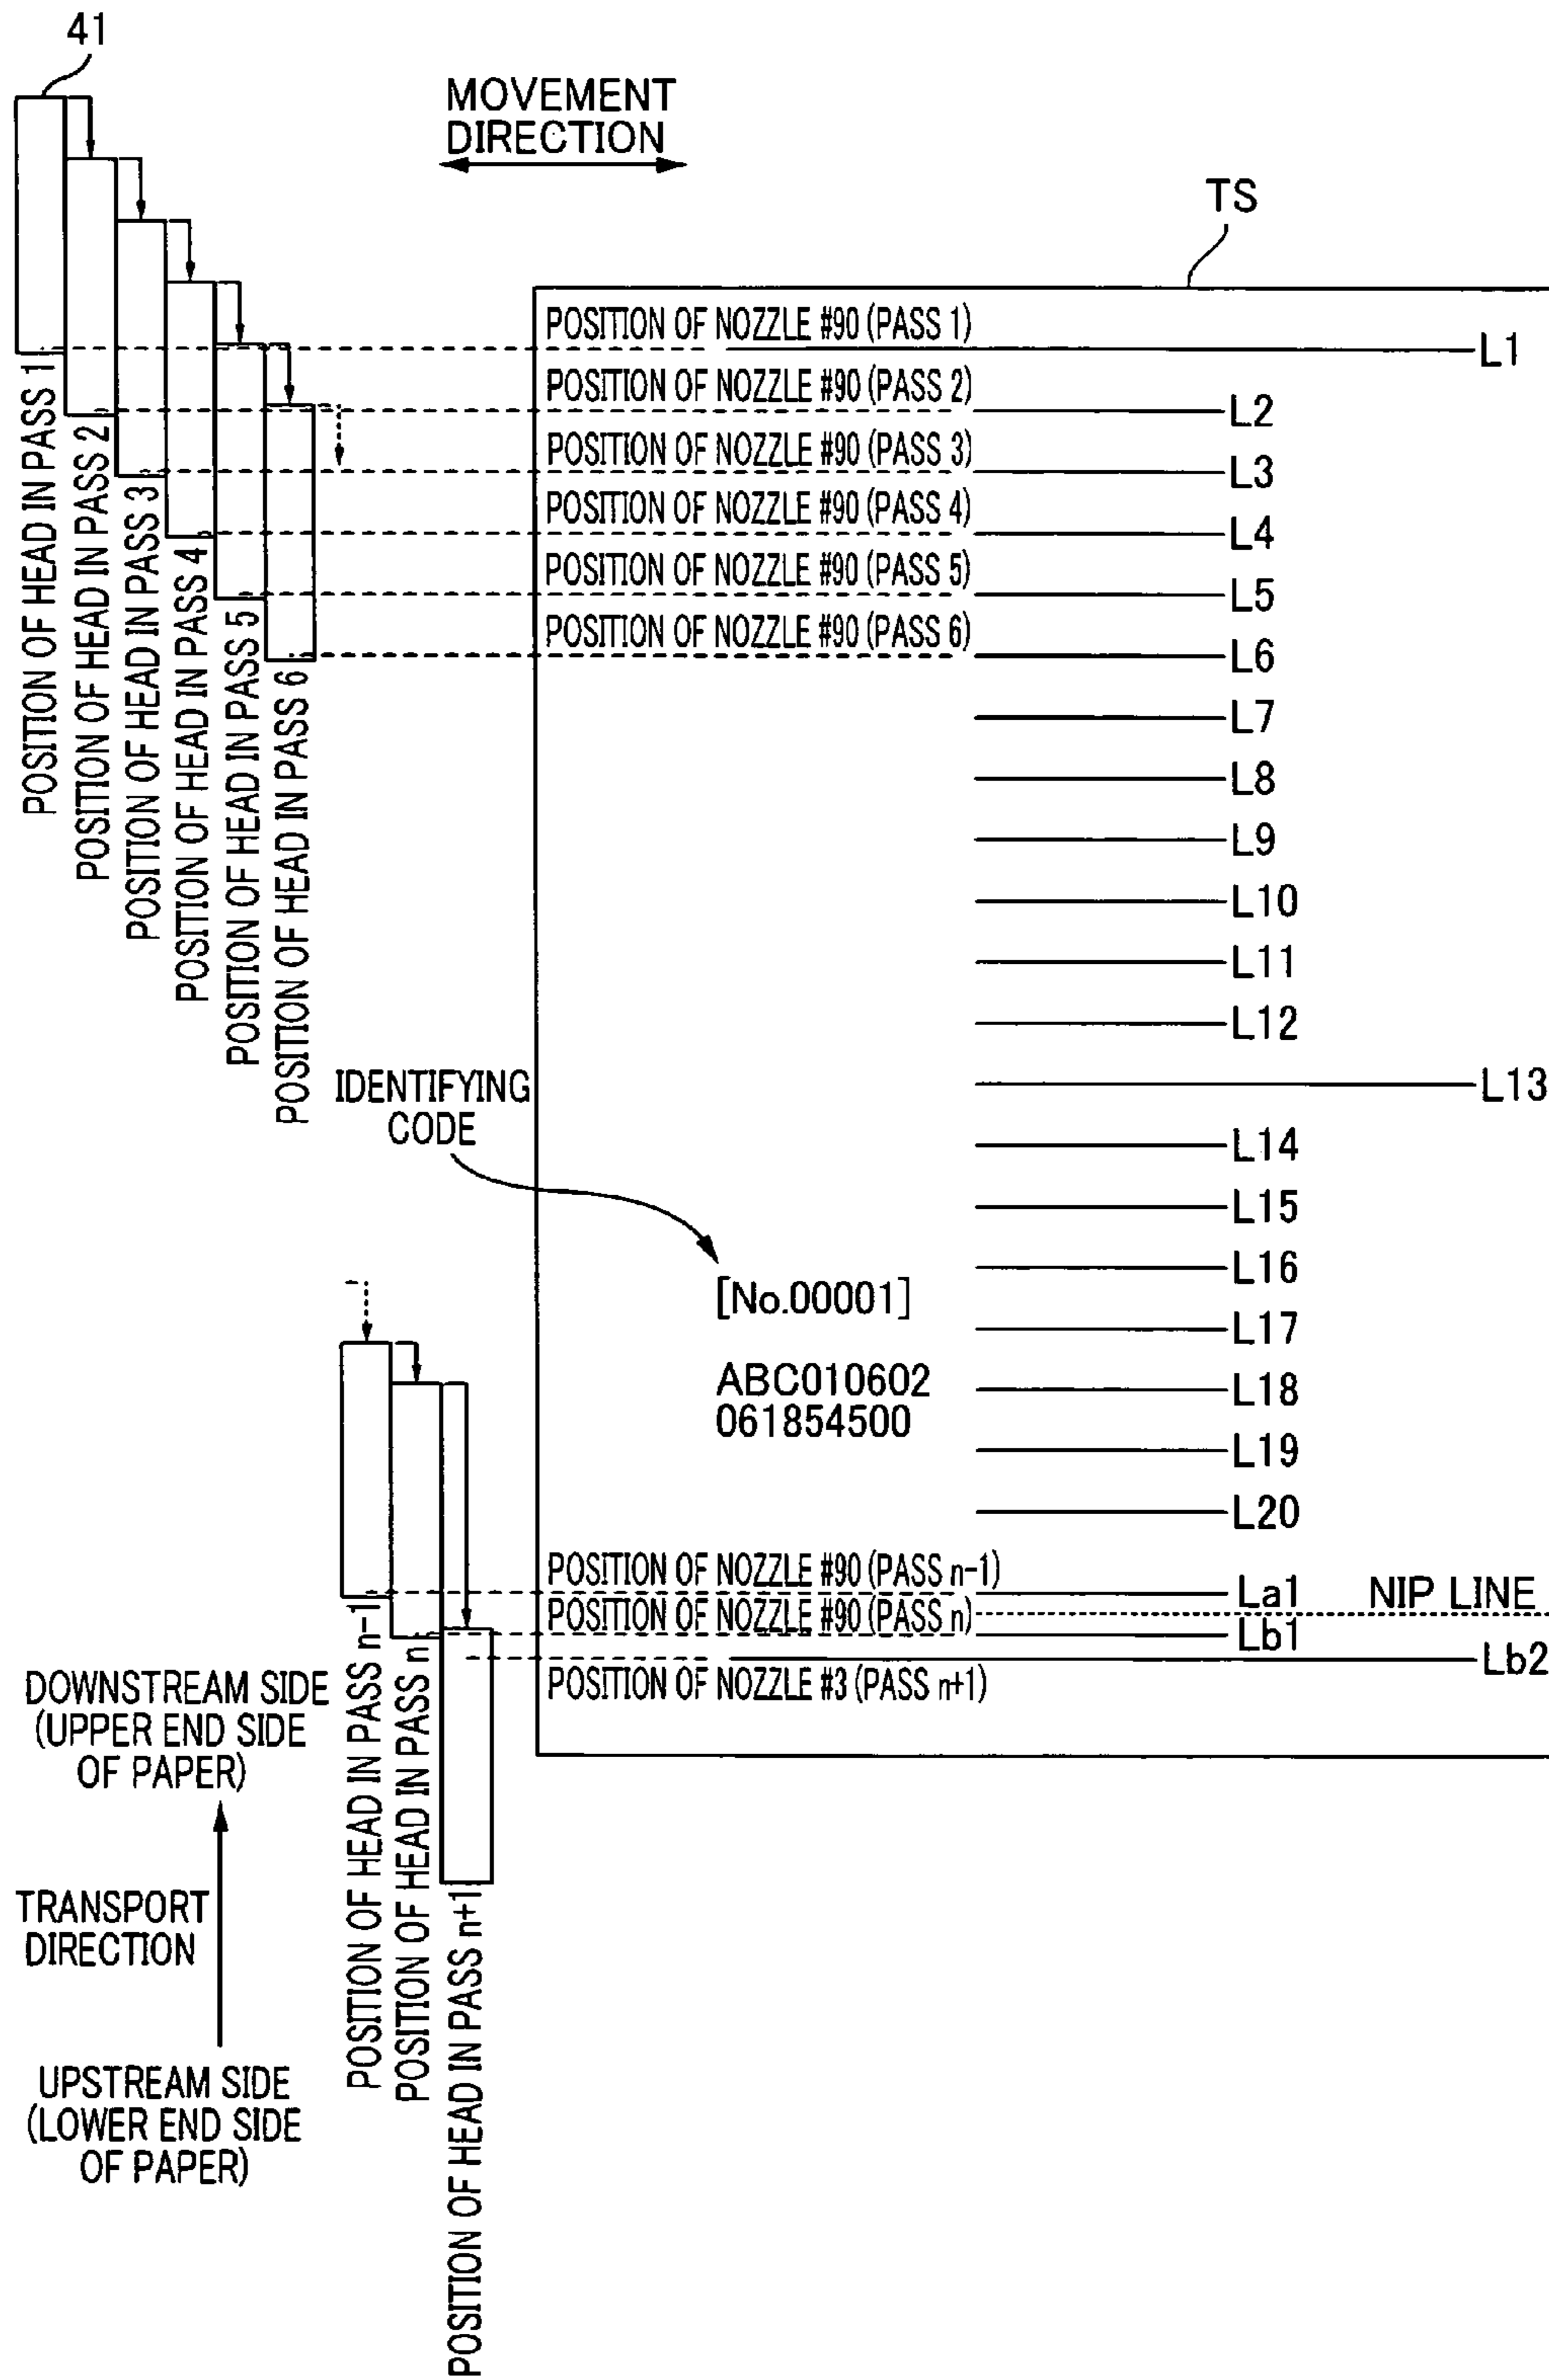 41
MOVEMENT
DIRECTION
TS
POSITION OF NOZZLE #90 (PASS 1)
L1
POSITION OF NOZZLE #90 (PASS 2)
L2
POSITION OF NOZZLE #90 (PASS 3)
L3
POSITION OF NOZZLE #90 (PASS 4)
L4
POSITION OF NOZZLE #90 (PASS 5)
L5
POSITION OF NOZZLE #90 (PASS 6)
L6
POSITION OF HEAD IN PASS 1
POSITION OF HEAD IN PASS 2
POSITION OF HEAD IN PASS 3
POSITION OF HEAD IN PASS 4
POSITION OF HEAD IN PASS 5
POSITION OF HEAD IN PASS 6
L7
L8
L9
L10
L11
L12
L13
IDENTIFYING
CODE
L14
L15
L16
[No.00001]
L17
ABC010602
061854500
L18
L19
L20
POSITION OF NOZZLE #90 (PASS n-1)
La1
NIP LINE
POSITION OF NOZZLE #90 (PASS n)
Lb1
Lb2
POSITION OF NOZZLE #3 (PASS n+1)
POSITION OF HEAD IN PASS n-1
POSITION OF HEAD IN PASS n
POSITION OF HEAD IN PASS n+1
DOWNSTREAM SIDE
(UPPER END SIDE
OF PAPER)
TRANSPORT
DIRECTION
UPSTREAM SIDE
(LOWER END SIDE
OF PAPER)